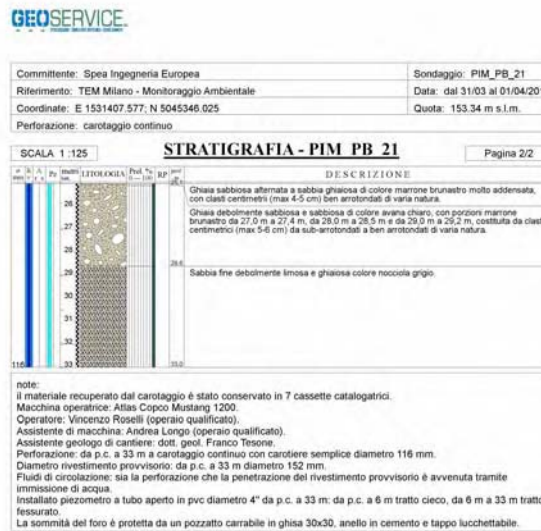 GEOSERVICE.
Committente: Spea Ingegneria Europea
Sondaggio: PIM_PB_21
Riferimento: TEM Milano - Monitoraggio Ambientale
Data: dal 31/03 al 01/04/201
Coordinate: E 1531407.577; N 5045346.025
Quota: 153.34 m s.l.m.
Perforazione: carotaggio continuo
SCALA 1:125
STRATIGRAFIA - PIM PB 21
Pagina 2/2
Pz metri LITOLOGIA Prel. % RP DESCRIZIONE
Ghiaia sabbiosa alternata a sabbia ghiaiosa di colore marrone brunastro molto addensata,
con clasti centimetrii (max 4-5 cm) ben arrotondati di varia natura.
Ghiaia debolmente sabbiosa e sabbiosa di colore avana chiaro, con porzioni marrone
brunastro da 27,0 m a 27,4 m, da 28.0 m a 28,5 m e da 29,0 m a 29,2 m, costituita da clast
centimetrici (max 5-6 cm) da sub-arrotondati a ben arrotondati di varia natura.
Sabbia fine debolmente limosa e ghiaiosa colore nocciola grigio.
26
27
28
29
30
31
32
33
116
33.0
note:
il materiale recuperato dal carotaggio è stato conservato in 7 cassette catalogatrici.
Macchina operatrice: Atlas Copco Mustang 1200.
Operatore: Vincenzo Roselli (operaio qualificato).
Assistente di macchina: Andrea Longo (operaio qualificato).
Assistente geologo di cantiere: dott. geol. Franco Tesone.
Perforazione: da p.c. a 33 m a carotaggio continuo con carotiere semplice diametro 116 mm.
Diametro rivestimento provvisorio: da p.c. a 33 m diametro 152 mm.
Fluidi di circolazione: sia la perforazione che la penetrazione del rivestimento provvisorio è avvenuta tramite
immissione di acqua.
Installato piezometro a tubo aperto in pvc diametro 4" da p.c. a 33 m: da p.c. a 6 m tratto cieco, da 6 m a 33 m tratto
fessurato.
La sommità del foro è protetta da un pozzatto carrabile in ghisa 30x30, anello in cemento e tappo lucchettabile.